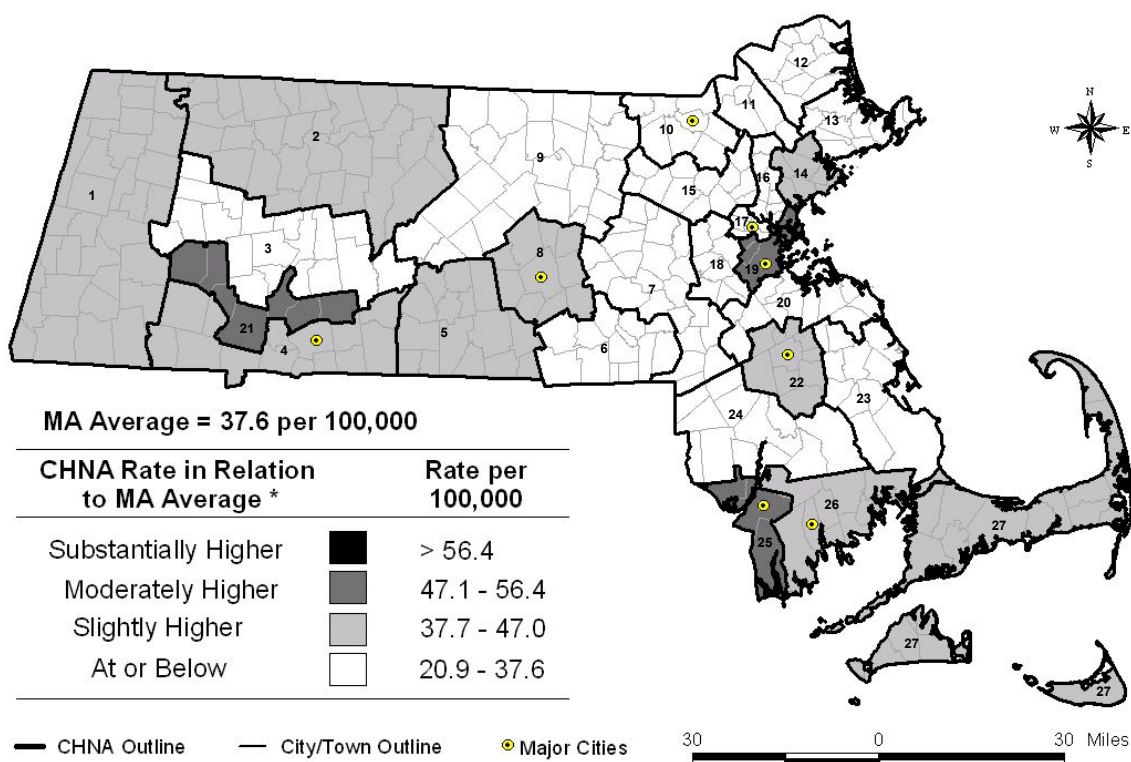 12
11
13
N
W E
S
10
2
9
16
14
15
1
17
3
8
18
19
7
20
21
5
4
6
22
23
24
MA Average = 37.6 per 100,000
CHNA Rate in Relation to MA Average * Rate per 100,000
26
27
25
Substantially Higher > 56.4
Moderately Higher 47.1 - 56.4
Slightly Higher 37.7 - 47.0
At or Below 20.9 - 37.6
27
27
CHNA Outline City/Town Outline Major Cities
30 0 30 Miles